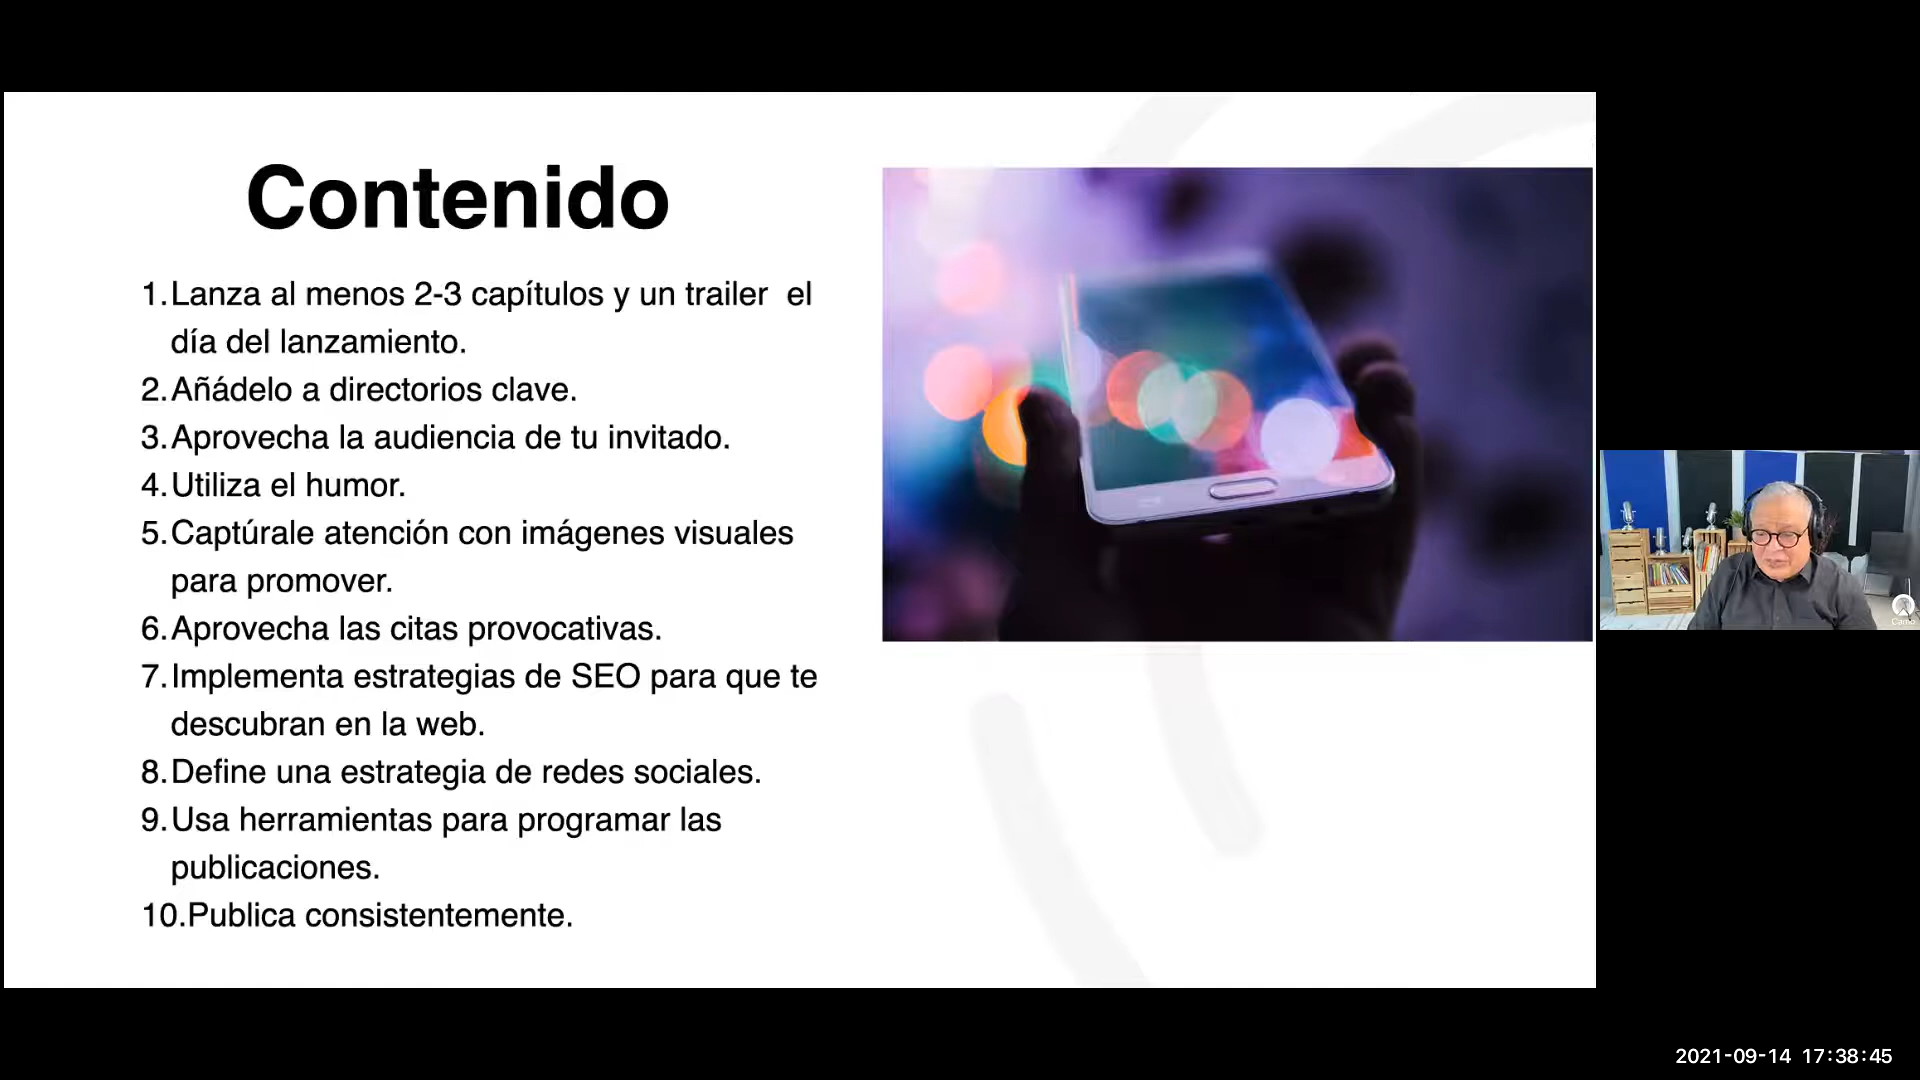 Contenido
1.Lanza al menos 2-3 capítulos y un trailer  el
día del lanzamiento.
2.Añádelo a directorios clave.
3.Aprovecha la audiencia de tu invitado.
4.Utiliza el humor.
5.Captúrale atención con imágenes visuales
para promover.
6.Aprovecha las citas provocativas.
7.Implementa estrategias de SEO para que te
descubran en la web.
8.Define una estrategia de redes sociales.
9.Usa herramientas para programar las
publicaciones.
10.Publica consistentemente.
Camo
2021-09-14 17:38:45